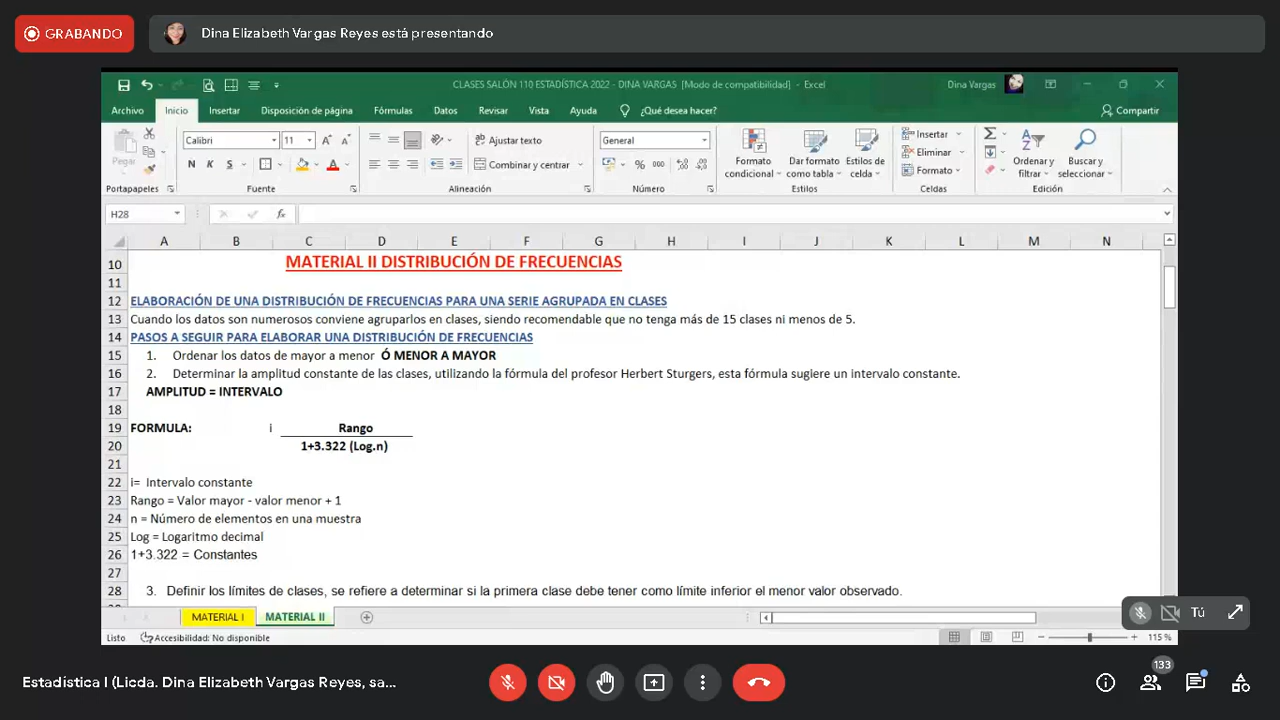 GRABANDO
Dina Elizabeth Vargas Reyes está presentando
CLASES SALÓN 110 ESTADÍSTICA 2022 - DINA VARGAS [Modo de compatibilidad] - Excel
Dina Vargas
Archivo Inicio Insertar Disposición de página Fórmulas Datos Revisar Vista Ayuda ¿Qué desea hacer? Compartir
Pegar
Calibri 11
N K S
Ajustar texto
Combinar y centrar
General
% 000
Formato condicional
Dar formato como tabla
Estilos de celda
Insertar
Eliminar
Formato
Ordenar y filtrar
Buscar y seleccionar
Portapapeles Fuente Alineación Número Estilos Celdas Edición
H28 fx
A B C D E F G H I J K L M N
10 MATERIAL II DISTRIBUCIÓN DE FRECUENCIAS
11
12 ELABORACIÓN DE UNA DISTRIBUCIÓN DE FRECUENCIAS PARA UNA SERIE AGRUPADA EN CLASES
13 Cuando los datos son numerosos conviene agruparlos en clases, siendo recomendable que no tenga más de 15 clases ni menos de 5.
14 PASOS A SEGUIR PARA ELABORAR UNA DISTRIBUCIÓN DE FRECUENCIAS
15 1. Ordenar los datos de mayor a menor Ó MENOR A MAYOR
16 2. Determinar la amplitud constante de las clases, utilizando la fórmula del profesor Herbert Sturgers, esta fórmula sugiere un intervalo constante.
17 AMPLITUD = INTERVALO
18
19 FORMULA: i Rango
20 1+3.322 (Log.n)
21
22 i= Intervalo constante
23 Rango = Valor mayor - valor menor + 1
24 n = Número de elementos en una muestra
25 Log = Logaritmo decimal
26 1+3.322 = Constantes
27
28 3. Definir los límites de clases, se refiere a determinar si la primera clase debe tener como límite inferior el menor valor observado.
MATERIAL I MATERIAL II
Listo Accesibilidad: No disponible 115 %
Tú
Estadística I (Licda. Dina Elizabeth Vargas Reyes, sa...
133